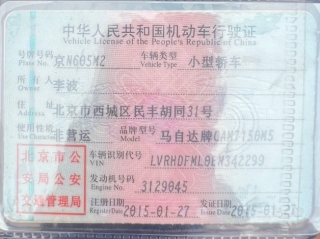 中华人民共和国机动车行驶证
Vehicle License of the People's Republic of China
号牌号码 京N605M2 车辆类型 小型轿车
Plate No. Vehicle Type
所有人 李波
Owner
住址 北京市西城区民丰胡同31号
Address
使用性质 非营运 品牌型号 马自达牌CAM7150M5
Use Character Model
北京市公
安局公安
交通管理局
车辆识别代号 LVRHDFML0EM342299
VIN
发动机号码 3129045
Engine No.
注册日期 2015-01-27 发证日期 2015-01-27
Register Date Issue Date